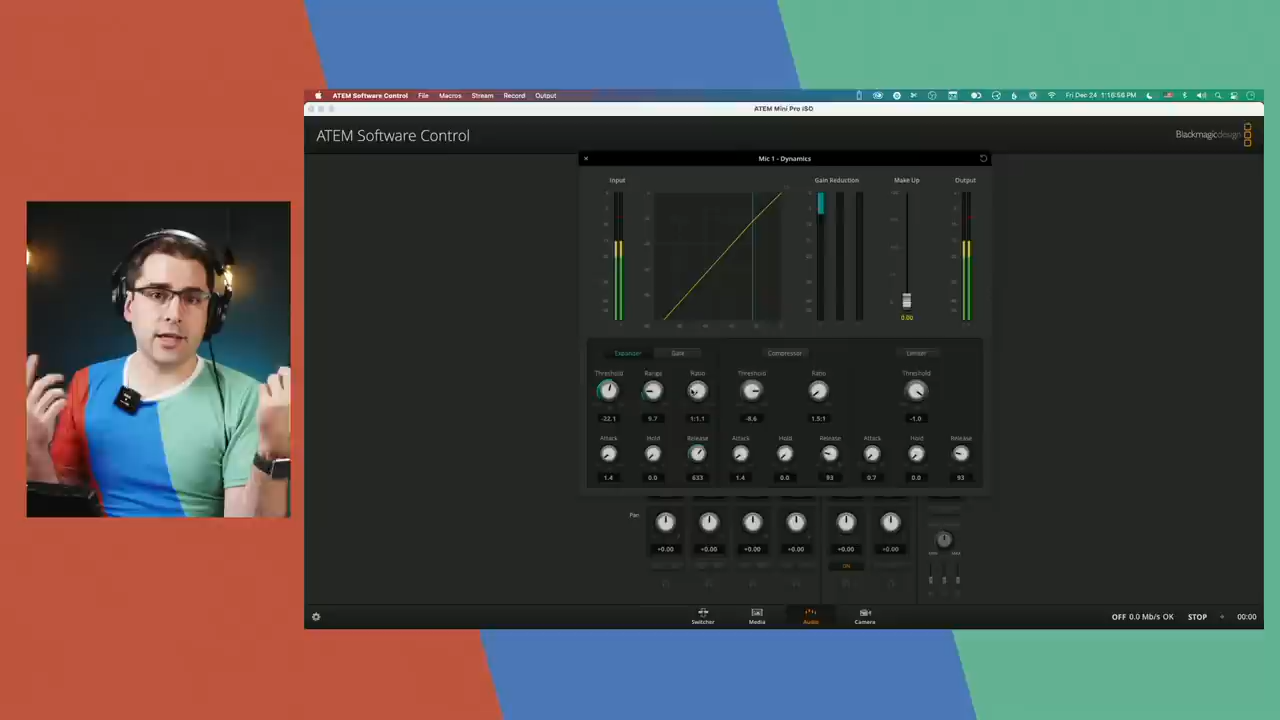 ATEM Software Control File Macros Stream Record Output
Fri Dec 24 1:16:56 PM
ATEM Mini Pro ISO
ATEM Software Control
Blackmagicdesign
Mic 1 - Dynamics
Input
Gain Reduction
Make Up
Output
0.00
Expander
Gate
Compressor
Limiter
Threshold Range Ratio Threshold Ratio Threshold
-22.1 9.7 1:1.1 -8.6 1.5:1 -1.0
Attack Hold Release Attack Hold Release Attack Hold Release
1.4 0.0 633 1.4 0.0 93 0.7 0.0 93
Pan
+0.00 +0.00 +0.00 +0.00 +0.00 +0.00
ON
Switcher Media Audio Camera
OFF 0.0 Mb/s OK STOP 00:00